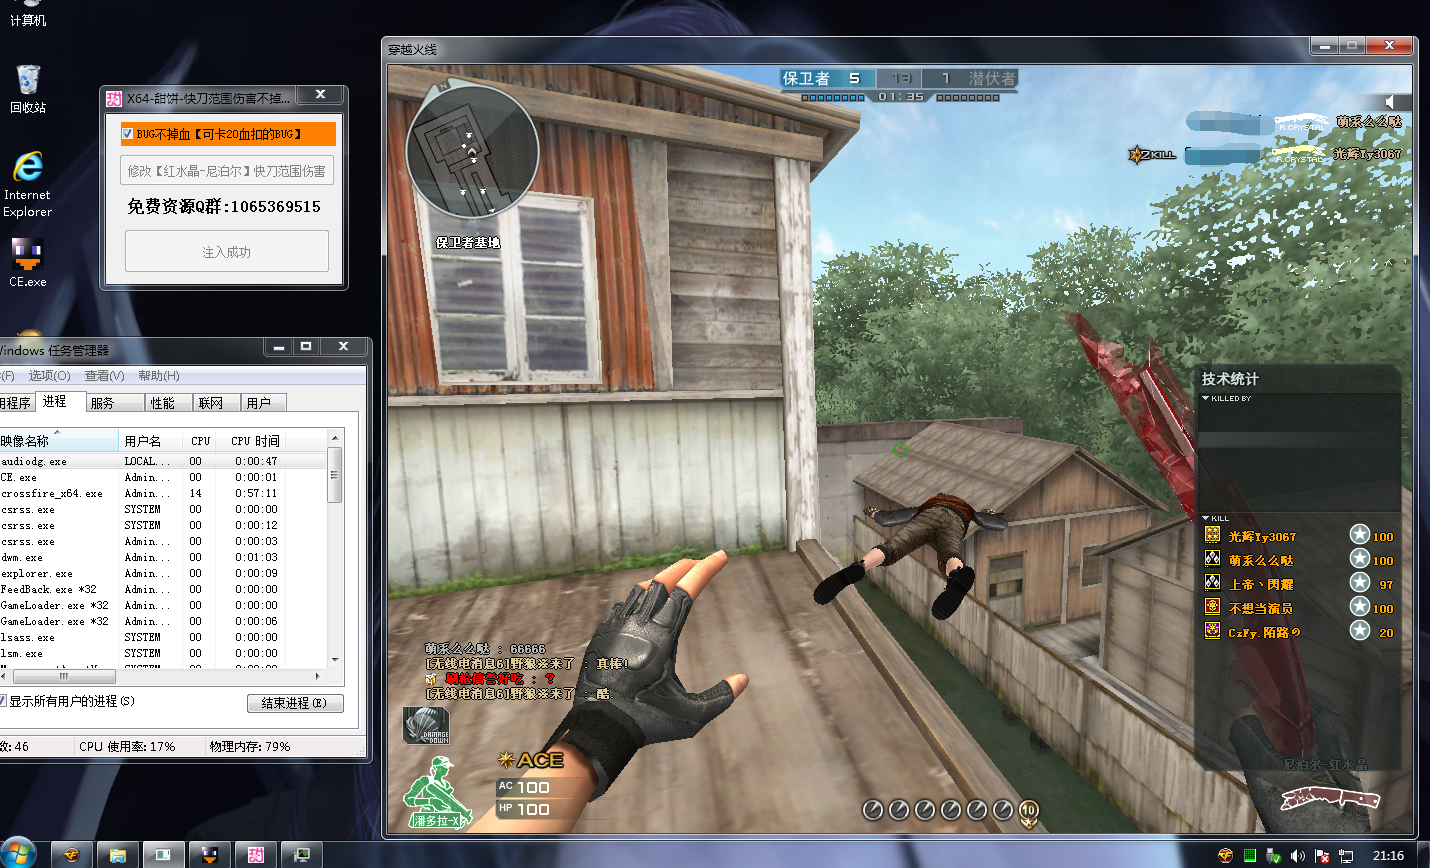 计算机
回收站
Internet
Explorer
CE.exe
X64-甜饼-快刀范围伤害不掉...
BUG不掉血【可卡20血扣的BUG】
修改【红水晶-尼泊尔】快刀范围伤害
免费资源Q群:1065369515
注入成功
Windows 任务管理器
(F) 选项(O) 查看(V) 帮助(H)
用程序 进程 服务 性能 联网 用户
映像名称 用户名 CPU CPU 时间
audiodg.exe LOCAL... 00 0:00:47
CE.exe Admin... 00 0:00:01
crossfire_x64.exe Admin... 14 0:57:11
csrss.exe SYSTEM 00 0:00:00
csrss.exe SYSTEM 00 0:00:12
csrss.exe Admin... 00 0:00:03
dwm.exe Admin... 00 0:01:03
explorer.exe Admin... 00 0:00:09
FeedBack.exe *32 Admin... 00 0:00:00
GameLoader.exe *32 Admin... 00 0:00:00
GameLoader.exe *32 Admin... 00 0:00:06
lsass.exe SYSTEM 00 0:00:00
lsm.exe SYSTEM 00 0:00:00
显示所有用户的进程(S)
结束进程(E)
数: 46 CPU 使用率: 17% 物理内存: 79%
穿越火线
保卫者 5 13 1 潜伏者
01:35
N
保卫者基地
R.CRYSTAL 萌系么么哒
2KILL R.CRYSTAL 光辉Ty3067
技术统计
KILLED BY
KILL
光辉Ty3067 100
萌系么么哒 100
上帝丶閃耀 97
不想当演员 100
CzFy.陌路の 20
尼泊尔-红水晶
萌系么么哒 : 66666
[无线电消息6]野狼※来了 : 真棒!
[无线电消息6]野狼※来了 : 酷
DAMAGE
DOWN
ACE
AC 100
HP 100
潘多拉-X
10
21:16